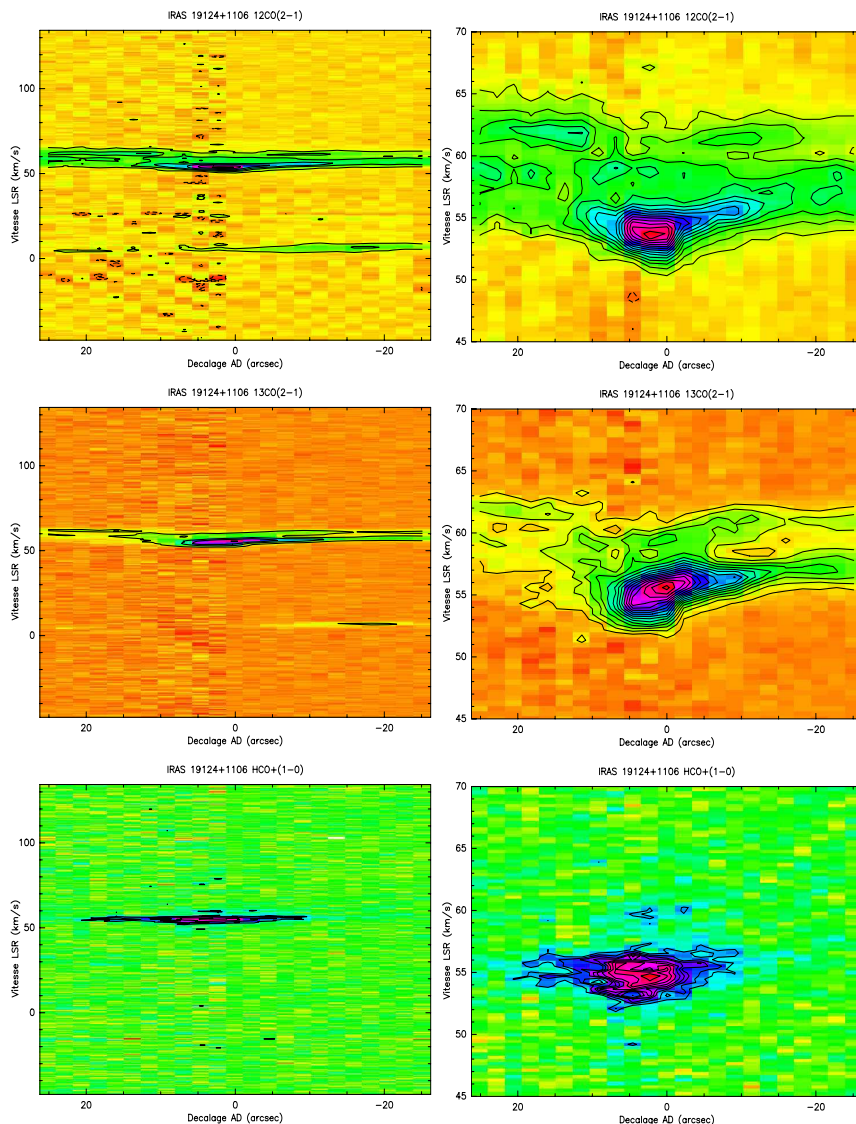 IRAS 19124+1106 12CO(2-1)
Vitesse LSR (km/s)
100
50
0
20
0
-20
Decalage AD (arcsec)
IRAS 19124+1106 12CO(2-1)
Vitesse LSR (km/s)
70
65
60
55
50
45
20
0
-20
Decalage AD (arcsec)
IRAS 19124+1106 13CO(2-1)
Vitesse LSR (km/s)
100
50
0
20
0
-20
Decalage AD (arcsec)
IRAS 19124+1106 13CO(2-1)
Vitesse LSR (km/s)
70
65
60
55
50
45
20
0
-20
Decalage AD (arcsec)
IRAS 19124+1106 HCO+(1-0)
Vitesse LSR (km/s)
100
50
0
20
0
-20
Decalage AD (arcsec)
IRAS 19124+1106 HCO+(1-0)
Vitesse LSR (km/s)
70
65
60
55
50
45
20
0
-20
Decalage AD (arcsec)